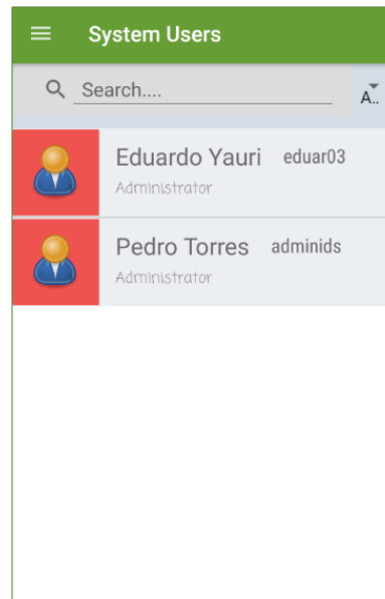 System Users
Search....
A..
Eduardo Yauri eduar03
Administrator
Pedro Torres adminids
Administrator